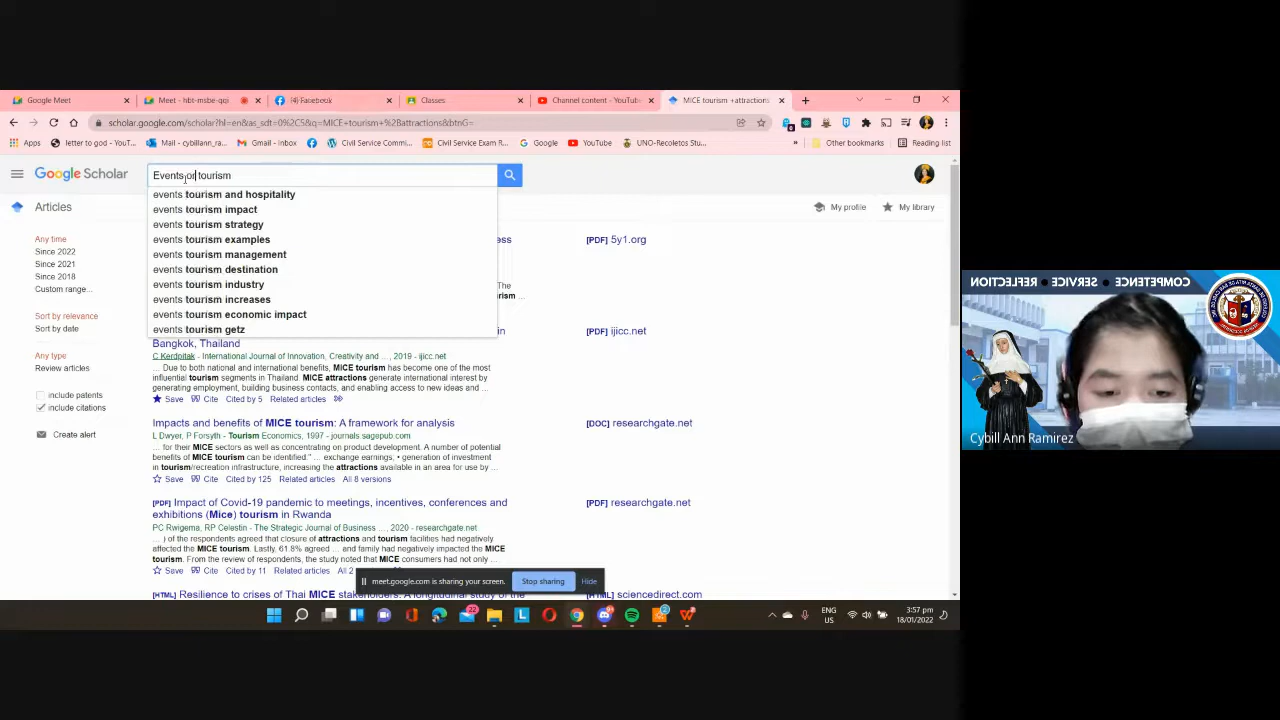 Google Meet
Meet - hbt-msbe-qqi
(4) Facebook
Classes
Channel content - YouTube
MICE tourism +attractions
scholar.google.com/scholar?hl=en&as_sdt=0%2C5&q=MICE+tourism+%2Battractions&btnG=
Apps
letter to god - YouT...
Mail - cybillann_ra...
Gmail - Inbox
Civil Service Commi...
Civil Service Exam R...
Google
YouTube
UNO-Recoletos Stu...
»
Other bookmarks
Reading list
Google Scholar
Events or tourism
events tourism and hospitality
events tourism impact
events tourism strategy
events tourism examples
events tourism management
events tourism destination
events tourism industry
events tourism increases
events tourism economic impact
events tourism getz
Articles
My profile
My library
Any time
Since 2022
Since 2021
Since 2018
Custom range...
Sort by relevance
Sort by date
Any type
Review articles
include patents
include citations
Create alert
ess
[PDF] 5y1.org
The
rism ...
in
[PDF] ijicc.net
Bangkok, Thailand
C Kerdpitak - International Journal of Innovation, Creativity and ..., 2019 - ijicc.net
... Due to both national and international benefits, MICE tourism has become one of the most
influential tourism segments in Thailand MICE attractions generate international interest by
generating employment, building business contacts, and enabling access to new ideas and ...
Save Cite Cited by 5 Related articles
Impacts and benefits of MICE tourism: A framework for analysis
[DOC] researchgate.net
L Dwyer, P Forsyth - Tourism Economics, 1997 - journals.sagepub.com
... for their MICE sectors as well as concentrating on product development. A number of potential
benefits of MICE tourism can be identified:" ... exchange earnings; • generation of investment
in tourism/recreation infrastructure, increasing the attractions available in an area for use by ...
Save Cite Cited by 125 Related articles All 8 versions
[PDF] Impact of Covid-19 pandemic to meetings, incentives, conferences and
exhibitions (Mice) tourism in Rwanda
[PDF] researchgate.net
PC Rwigema, RP Celestin - The Strategic Journal of Business ..., 2020 - researchgate.net
... ) of the respondents agreed that closure of attractions and tourism facilities had negatively
affected the MICE tourism. Lastly, 61.8% agreed ... and family had negatively impacted the MICE
tourism. From the review of respondents, the study noted that MICE consumers had not only ...
Save Cite Cited by 11 Related articles All 2
meet.google.com is sharing your screen.
Stop sharing
Hide
[HTML] Resilience to crises of Thai MICE stakeholders: A longitudinal study of the
[HTML] sciencedirect.com
ENG
US
3:57 pm
18/01/2022
COMPETENCE • SERVICE • REFLECTION
Cybill Ann Ramirez